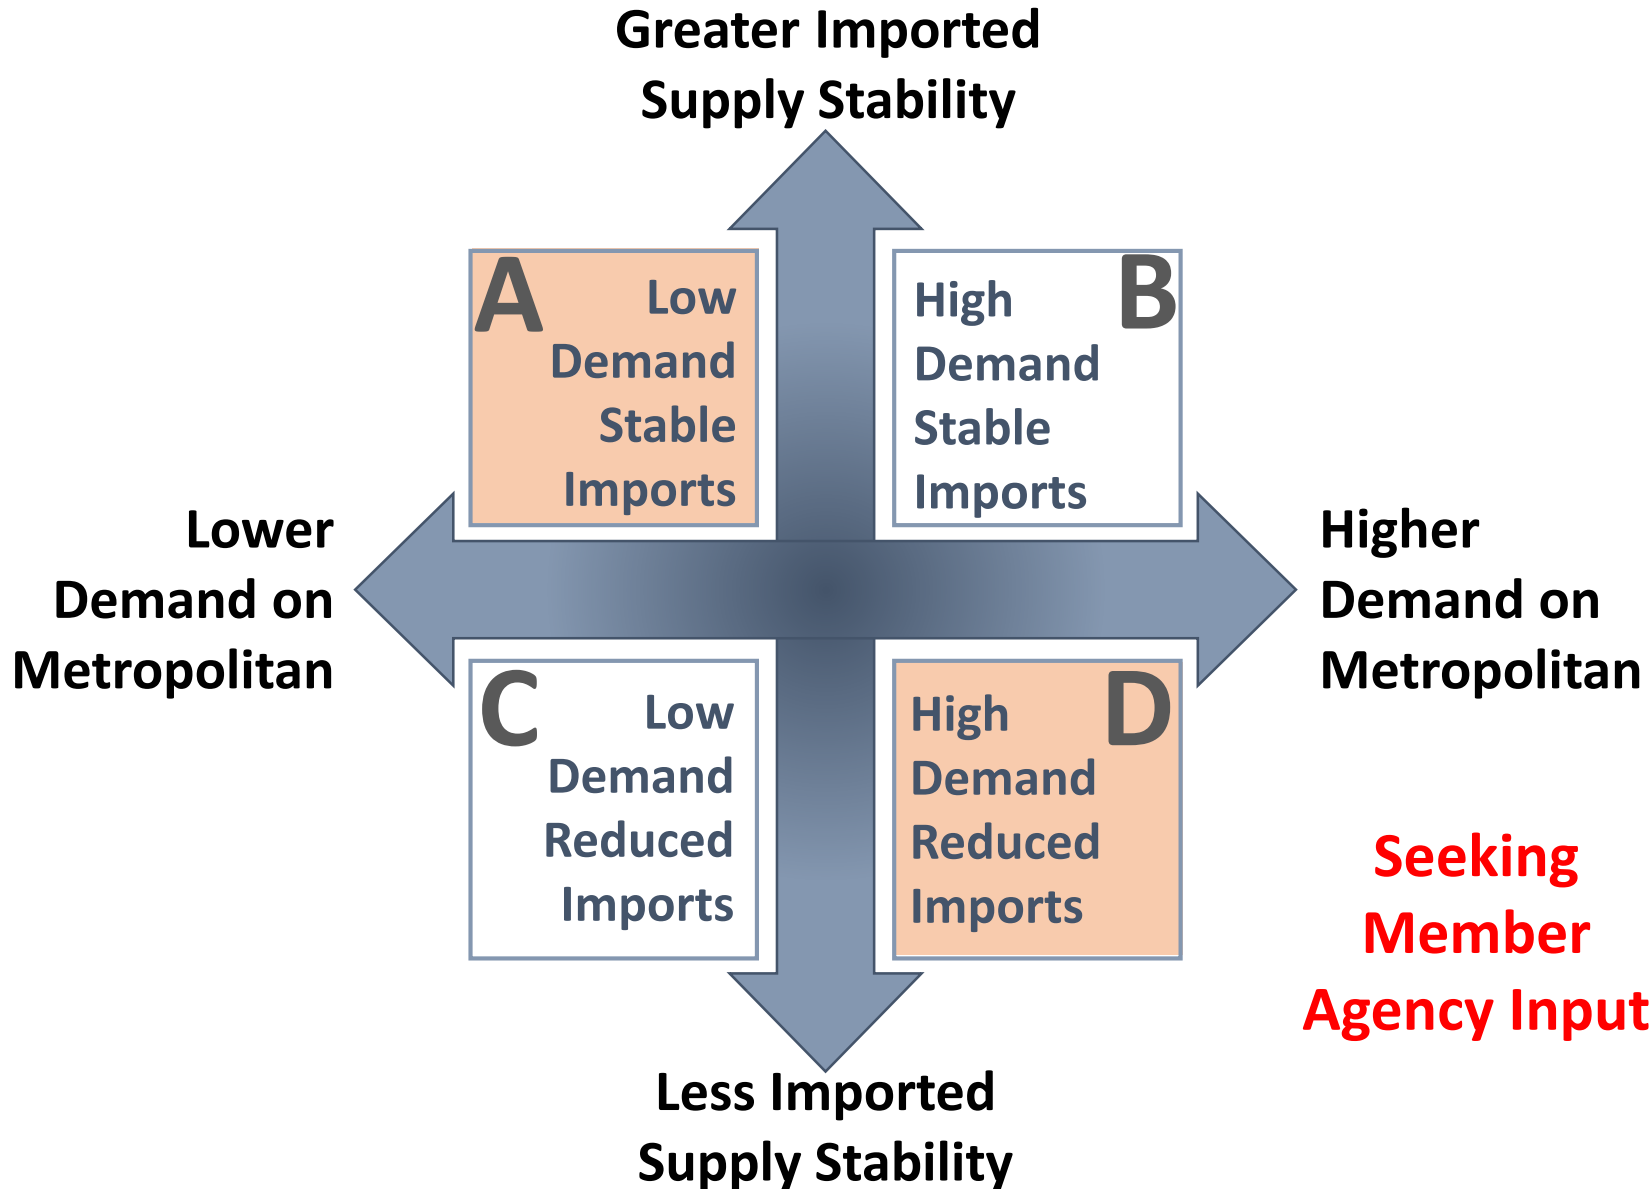 Greater Imported
Supply Stability
A
Low
Demand
Stable
Imports
B
High
Demand
Stable
Imports
Lower
Demand on
Metropolitan
Higher
Demand on
Metropolitan
C
Low
Demand
Reduced
Imports
D
High
Demand
Reduced
Imports
Seeking
Member
Agency Input
Less Imported
Supply Stability